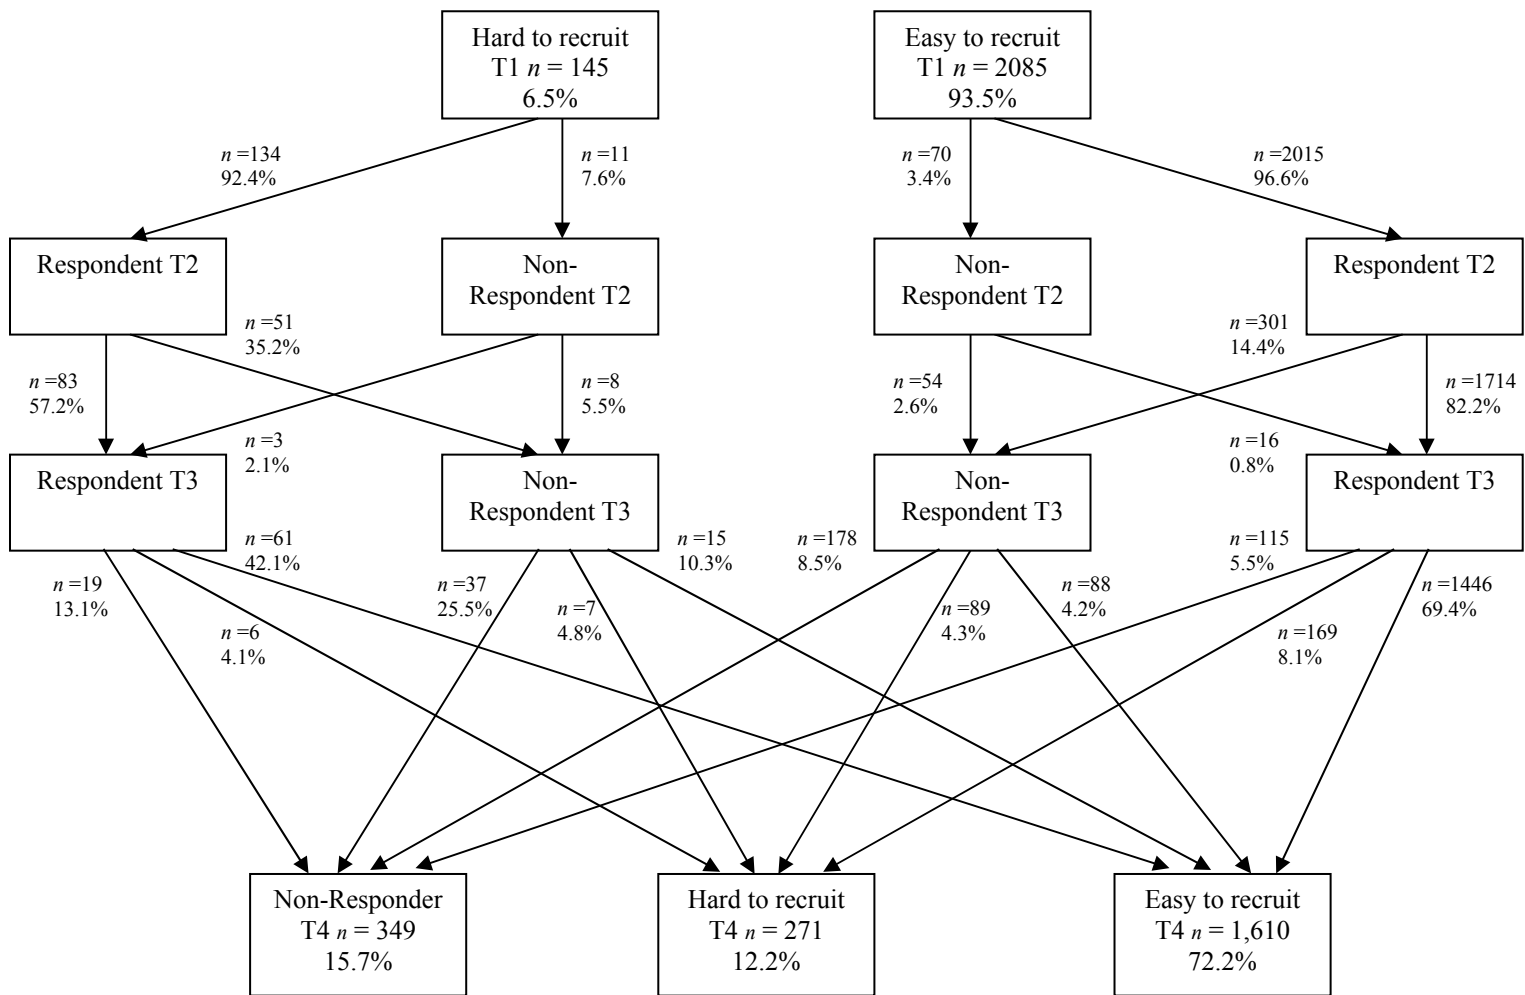 Hard to recruit
T1 n = 145
6.5%
Easy to recruit
T1 n = 2085
93.5%
n =134
92.4%
n =11
7.6%
n =70
3.4%
n =2015
96.6%
Respondent T2
Non-
Respondent T2
Non-
Respondent T2
Respondent T2
n =51
35.2%
n =301
14.4%
n =83
57.2%
n =8
5.5%
n =54
2.6%
n =1714
82.2%
n =3
2.1%
n =16
0.8%
Respondent T3
Non-
Respondent T3
Non-
Respondent T3
Respondent T3
n =61
42.1%
n =15
10.3%
n =178
8.5%
n =115
5.5%
n =19
13.1%
n =37
25.5%
n =7
4.8%
n =89
4.3%
n =88
4.2%
n =1446
69.4%
n =6
4.1%
n =169
8.1%
Non-Responder
T4 n = 349
15.7%
Hard to recruit
T4 n = 271
12.2%
Easy to recruit
T4 n = 1,610
72.2%